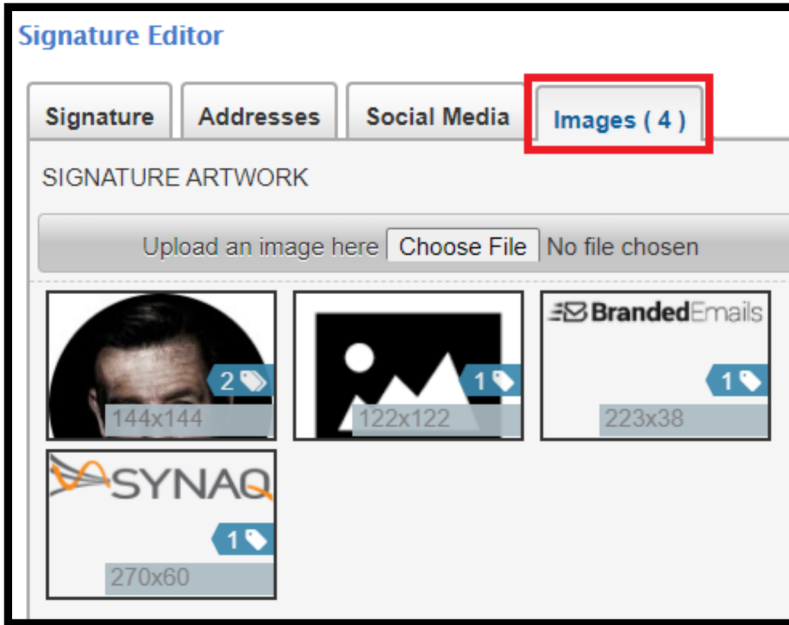 Signature Editor
Signature Addresses Social Media Images ( 4 )
SIGNATURE ARTWORK
Upload an image here Choose File No file chosen
2
144x144
1
122x122
BrandedEmails
1
223x38
SYNAQ
1
270x60